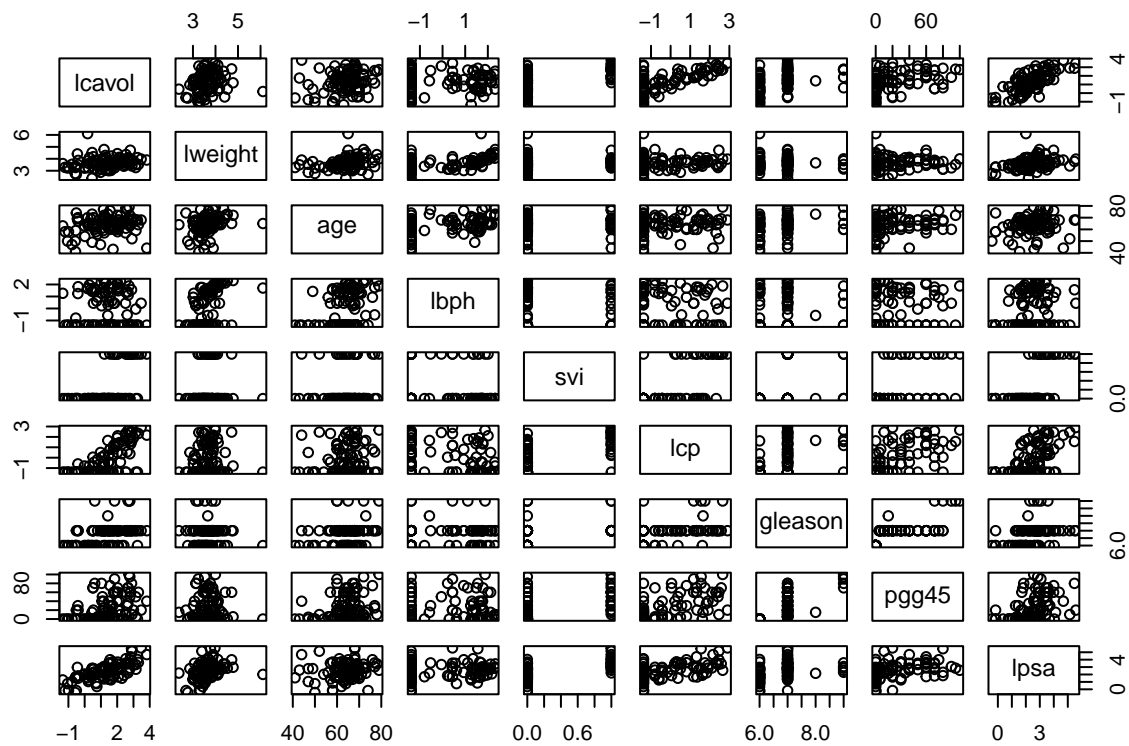 3 5 −1 1 −1 1 3 0 60
lcavol −1 4
3 6 lweight
age 40 80
−1 2 lbph
svi 0.0
−1 3 lcp
gleason 6.0
0 80 pgg45
lpsa 0 4
−1 2 4 40 60 80 0.0 0.6 6.0 8.0 0 3